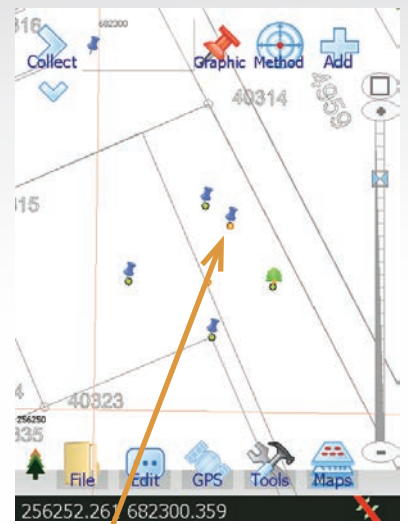 316
682300
Collect
Graphic
Method
Add
40314
4959
315
4
40323
256250
335
File
Edit
GPS
Tools
Maps
256252.261 682300.359